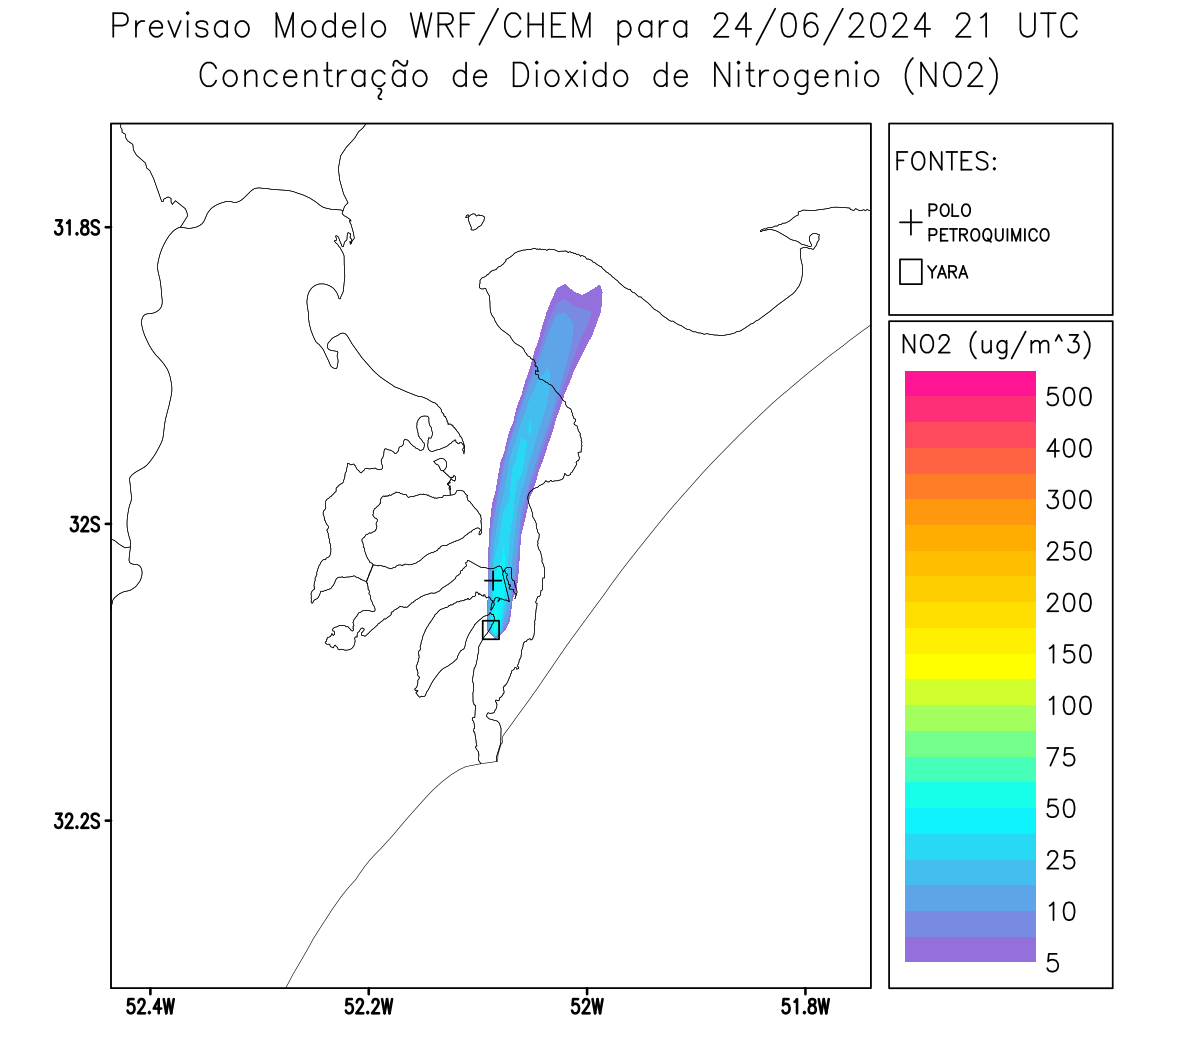 Previsao Modelo WRF/CHEM para 24/06/2024 21 UTC
Concentração de Dioxido de Nitrogenio (NO2)
FONTES:
POLO
PETROQUIMICO
YARA
NO2 (ug/m^3)
500
400
300
250
200
150
100
75
50
25
10
5
31.8S
32S
32.2S
52.4W
52.2W
52W
51.8W